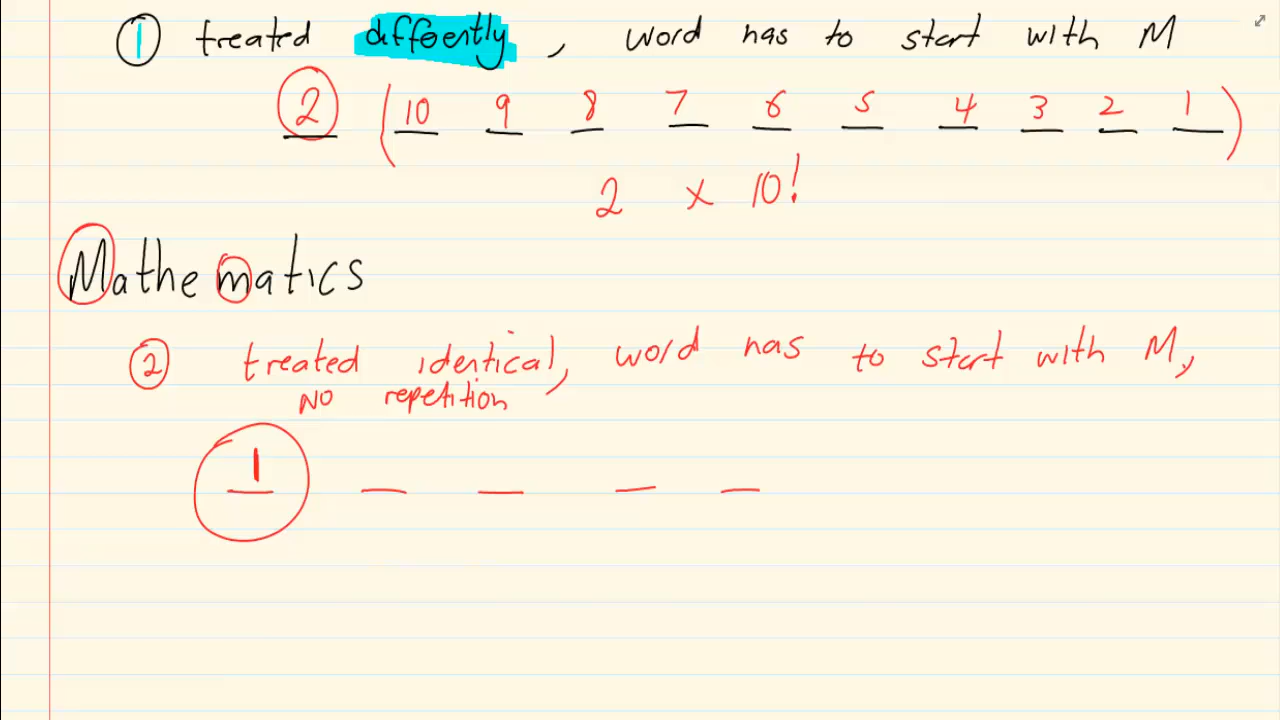 1 treated differently, word has to start with M
2 (10 9 8 7 6 5 4 3 2 1)
2 × 10!
Mathematics
2 treated identical, word has to start with M,
NO repetition
1